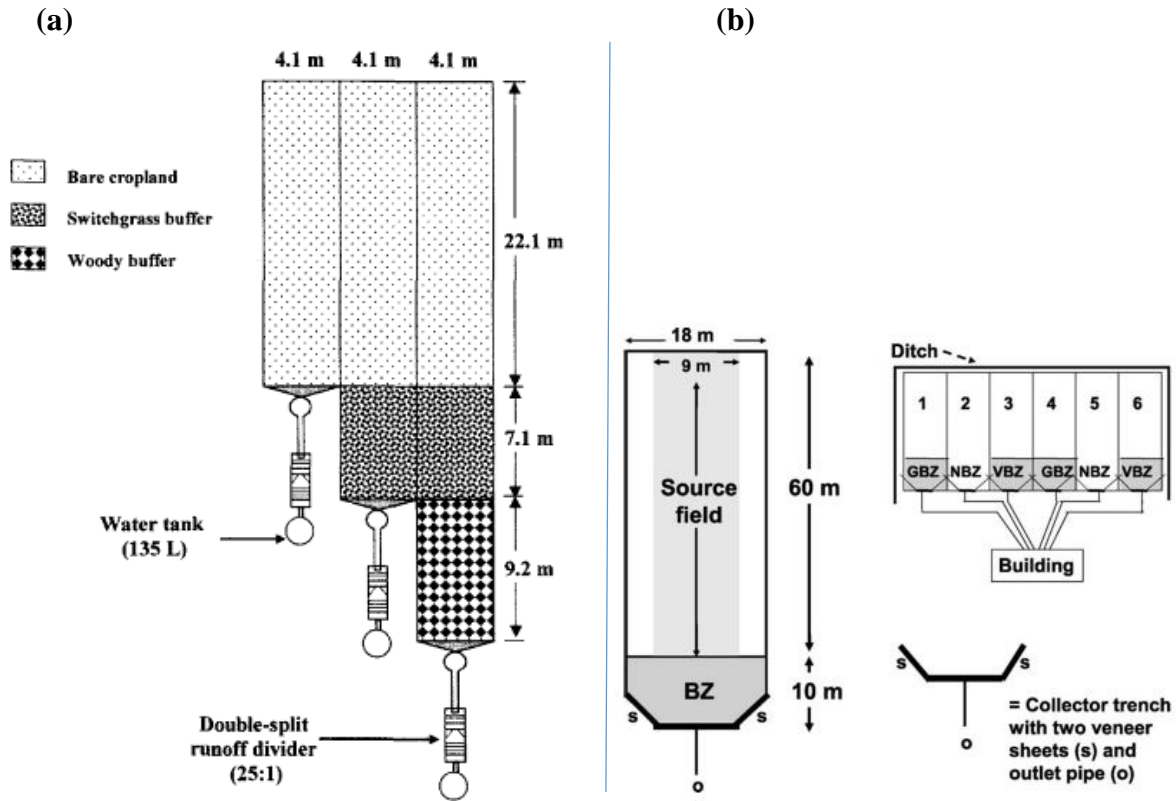 (a)
4.1 m 4.1 m 4.1 m
Bare cropland
Switchgrass buffer
Woody buffer
22.1 m
7.1 m
9.2 m
Water tank
(135 L)
Double-split
runoff divider
(25:1)
(b)
18 m
9 m
Source
field
60 m
BZ
10 m
s s
o
Ditch
1 2 3 4 5 6
GBZ NBZ VBZ GBZ NBZ VBZ
Building
s s
o
= Collector trench
with two veneer
sheets (s) and
outlet pipe (o)